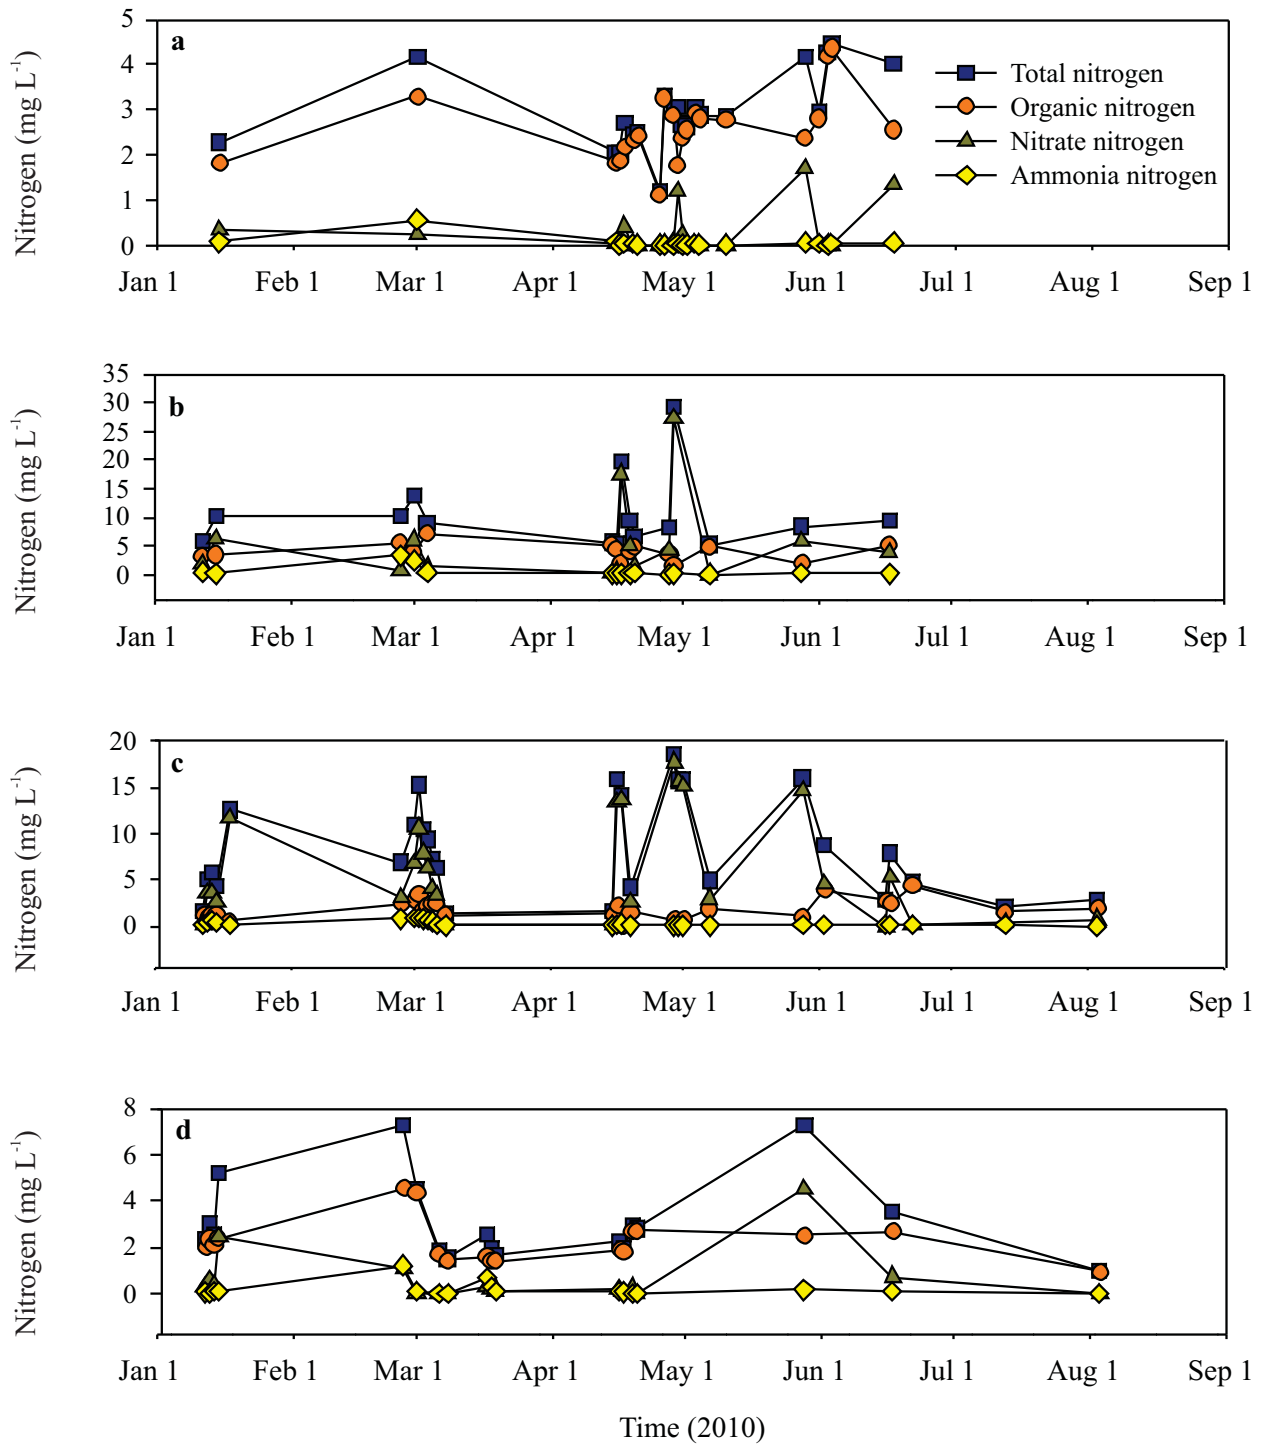 5
4
3
2
1
0
Nitrogen (mg L-1)
a
Total nitrogen
Organic nitrogen
Nitrate nitrogen
Ammonia nitrogen
Jan 1 Feb 1 Mar 1 Apr 1 May 1 Jun 1 Jul 1 Aug 1 Sep 1
35
30
25
20
15
10
5
0
Nitrogen (mg L-1)
b
Jan 1 Feb 1 Mar 1 Apr 1 May 1 Jun 1 Jul 1 Aug 1 Sep 1
20
15
10
5
0
Nitrogen (mg L-1)
c
Jan 1 Feb 1 Mar 1 Apr 1 May 1 Jun 1 Jul 1 Aug 1 Sep 1
8
6
4
2
0
Nitrogen (mg L-1)
d
Jan 1 Feb 1 Mar 1 Apr 1 May 1 Jun 1 Jul 1 Aug 1 Sep 1
Time (2010)